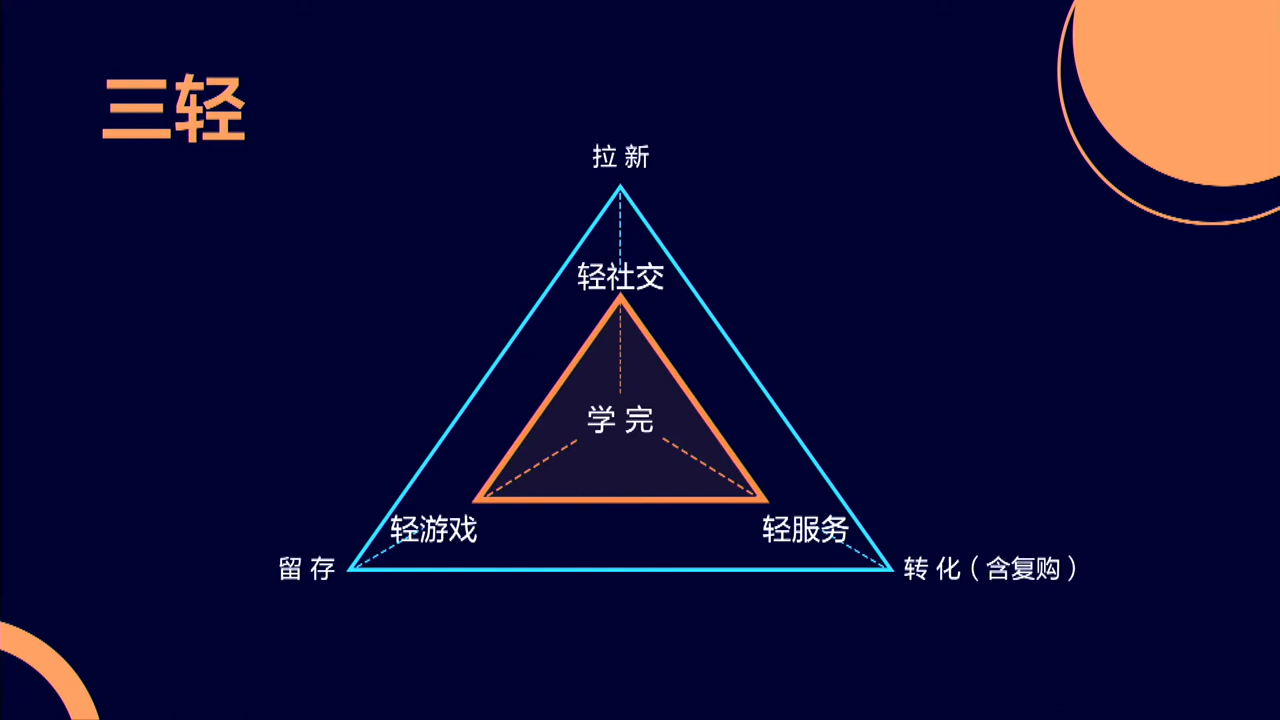 三轻
拉 新
轻社交
学 完
轻游戏
轻服务
留 存
转 化（含复购）